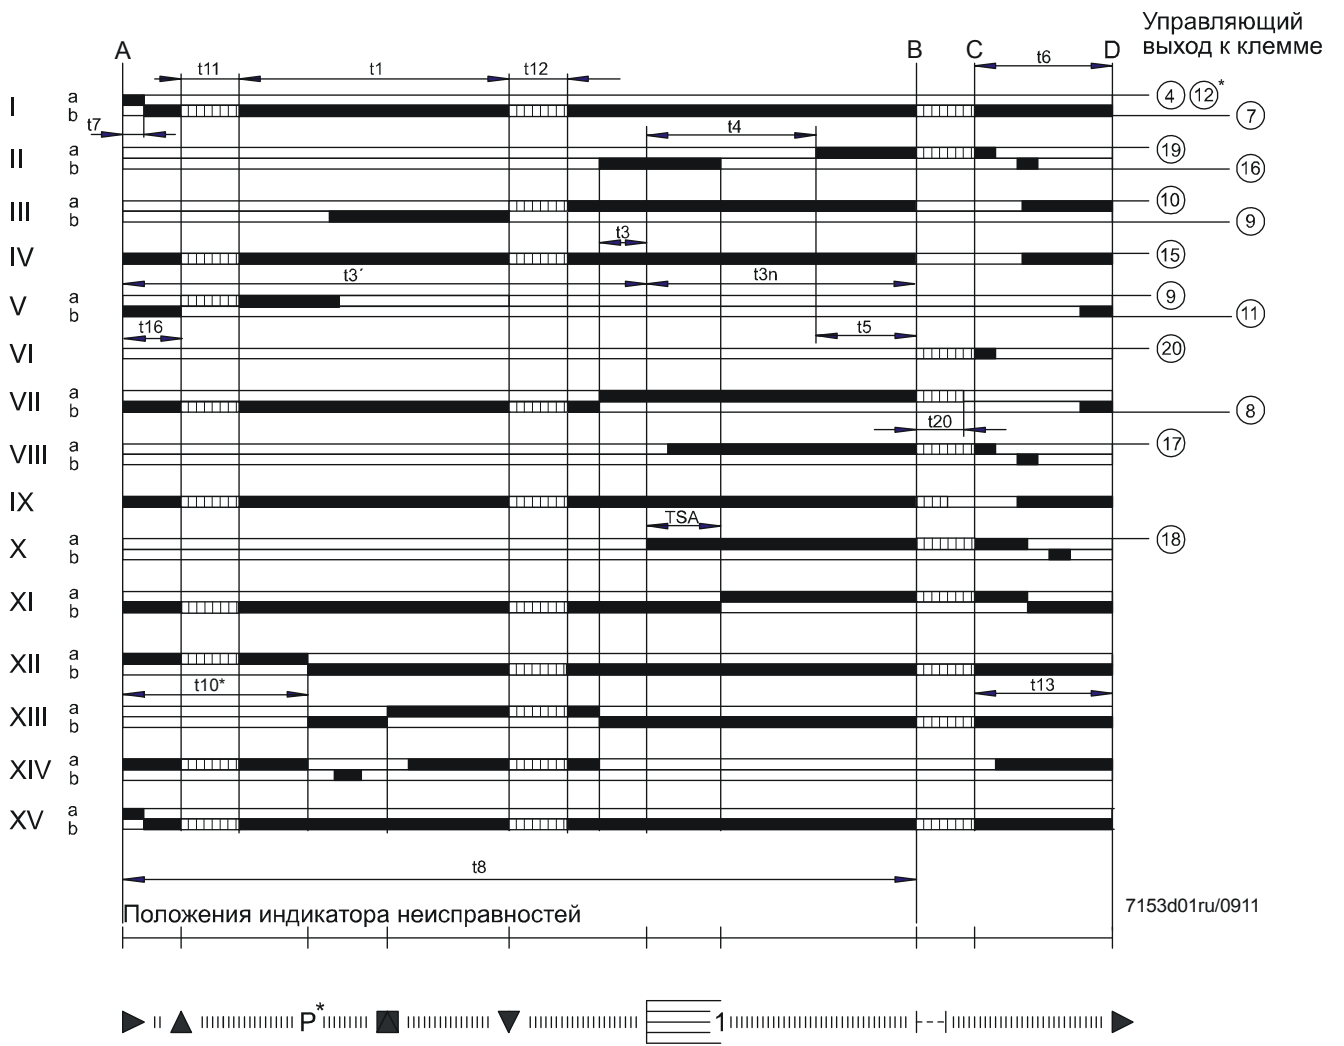 Управляющий
выход к клемме
A B C D
t11 t1 t12 t6
I a b 4 12* 7
t7 t4
II a b 19 16
III a b 10 9
t3
IV 15
t3´ t3n
V a b 9 11
t16 t5
VI 20
VII a b 8
t20
VIII a b 17
IX
TSA
X a b 18
XI a b
XII a b
t10* t13
XIII a b
XIV a b
XV a b
t8
Положения индикатора неисправностей
7153d01ru/0911
P* 1